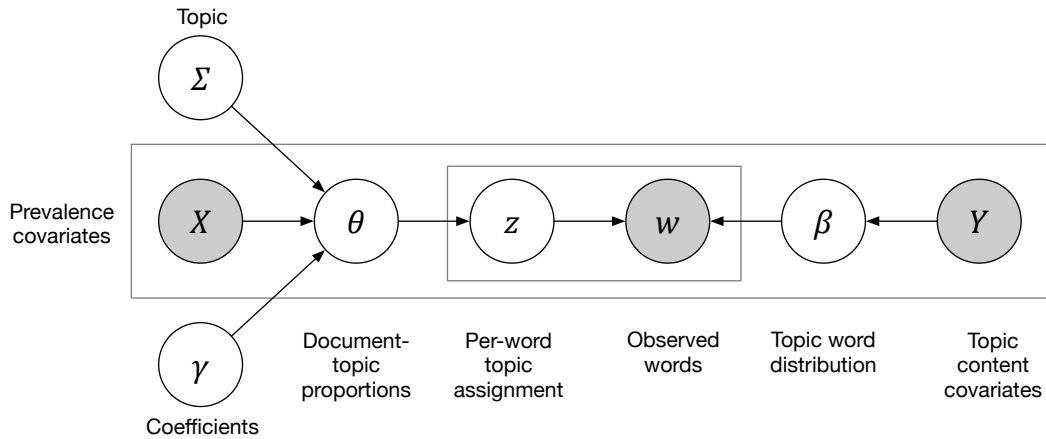 Topic
Σ
Prevalence
covariates
X
θ
z
w
β
Y
γ
Coefficients
Document-
topic
proportions
Per-word
topic
assignment
Observed
words
Topic word
distribution
Topic
content
covariates